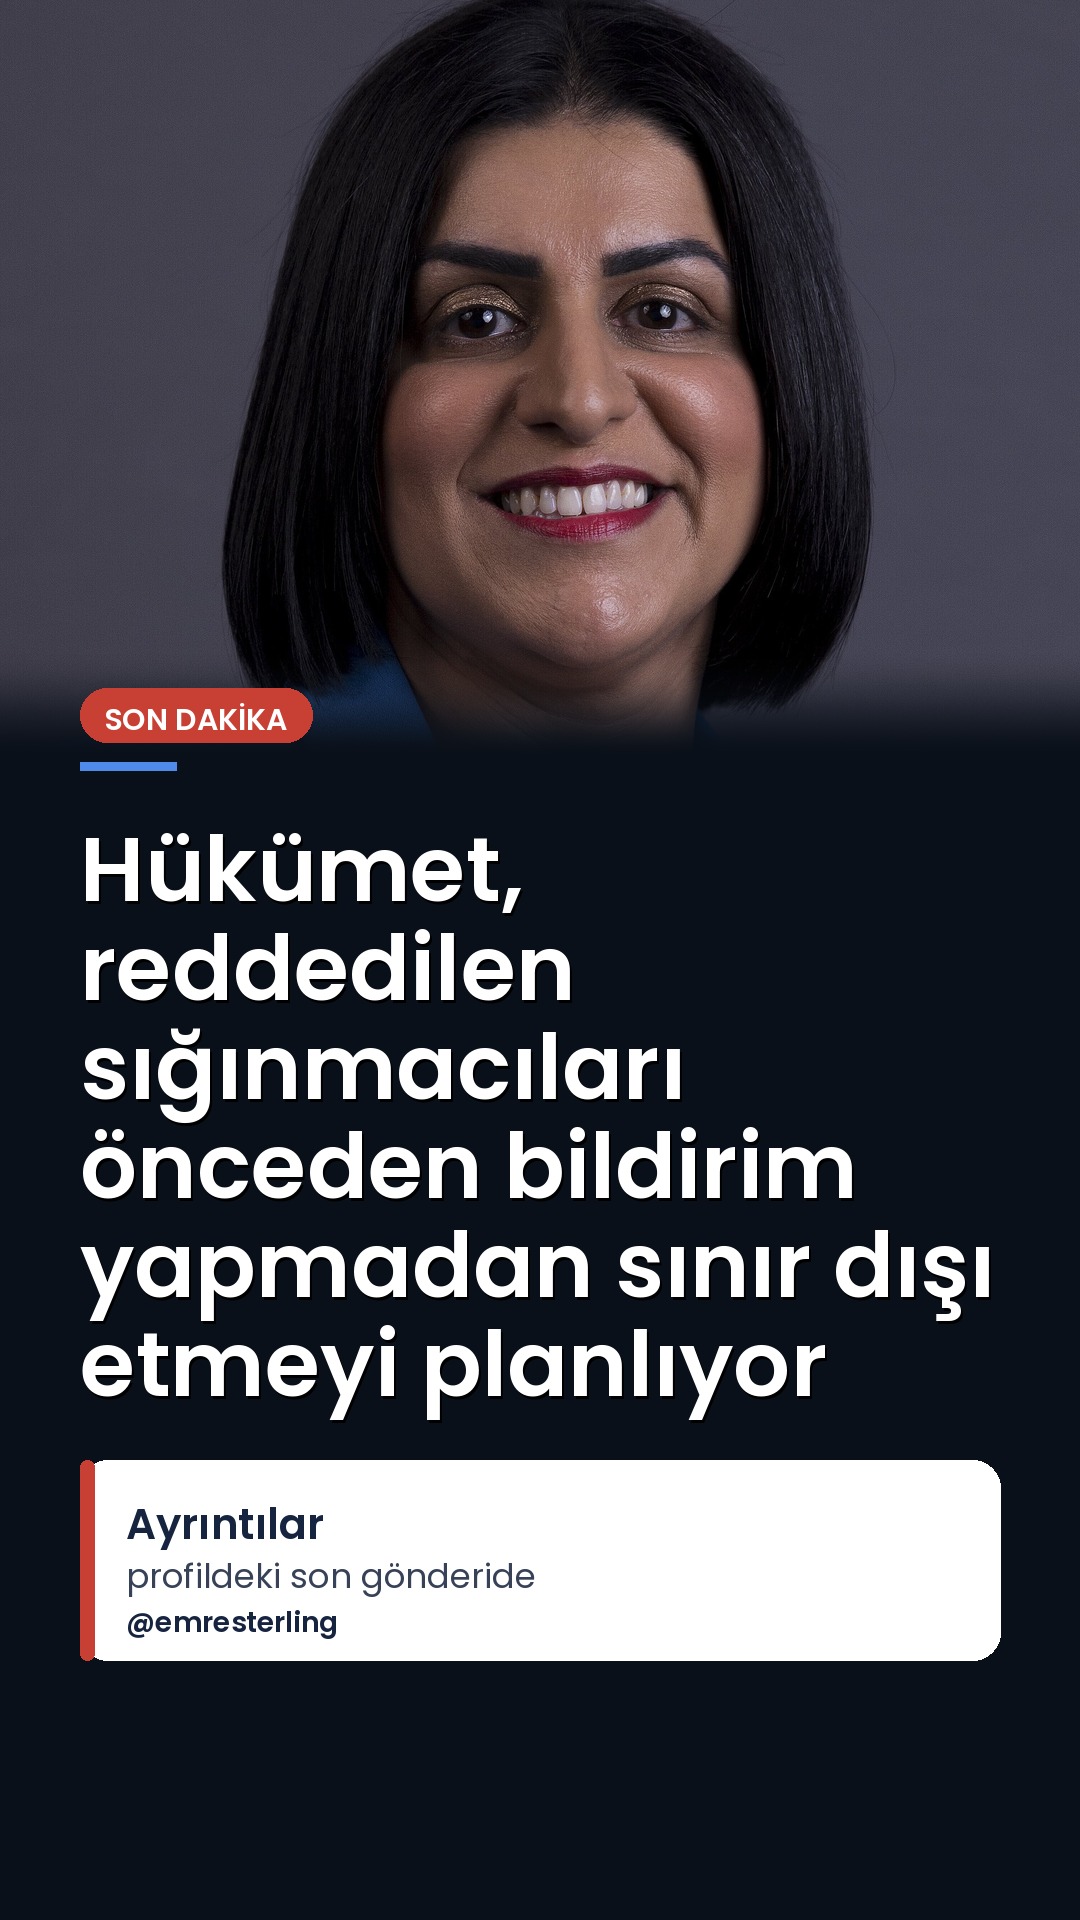 SON DAKİKA
Hükümet,
reddedilen
sığınmacıları
önceden bildirim
yapmadan sınır dışı
etmeyi planlıyor
Ayrıntılar
profildeki son gönderide
@emresterling